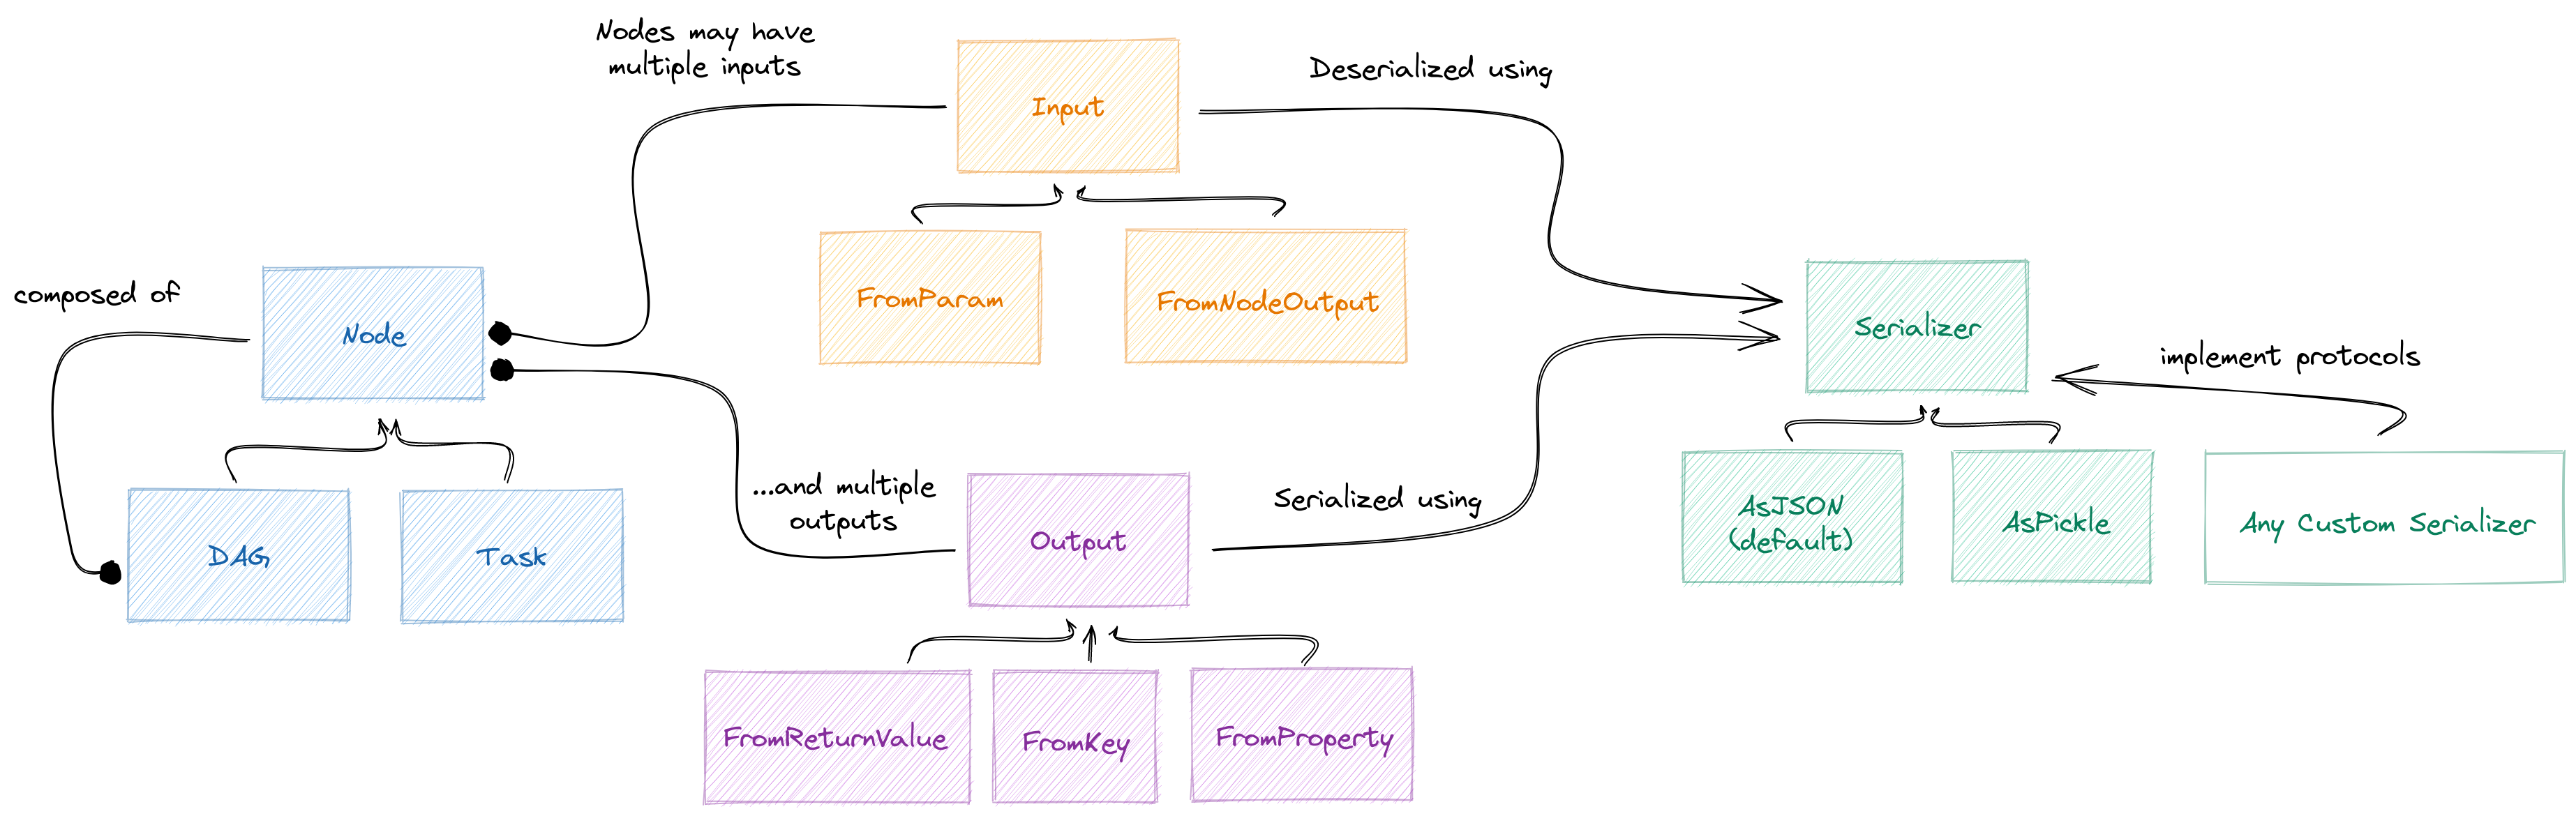 Nodes may have
multiple inputs
Input
Deserialized using
FromParam
FromNodeOutput
composed of
Node
Serializer
implement protocols
DAG
Task
...and multiple
outputs
Output
Serialized using
AsJSON
(default)
AsPickle
Any Custom Serializer
FromReturnValue
FromKey
FromProperty